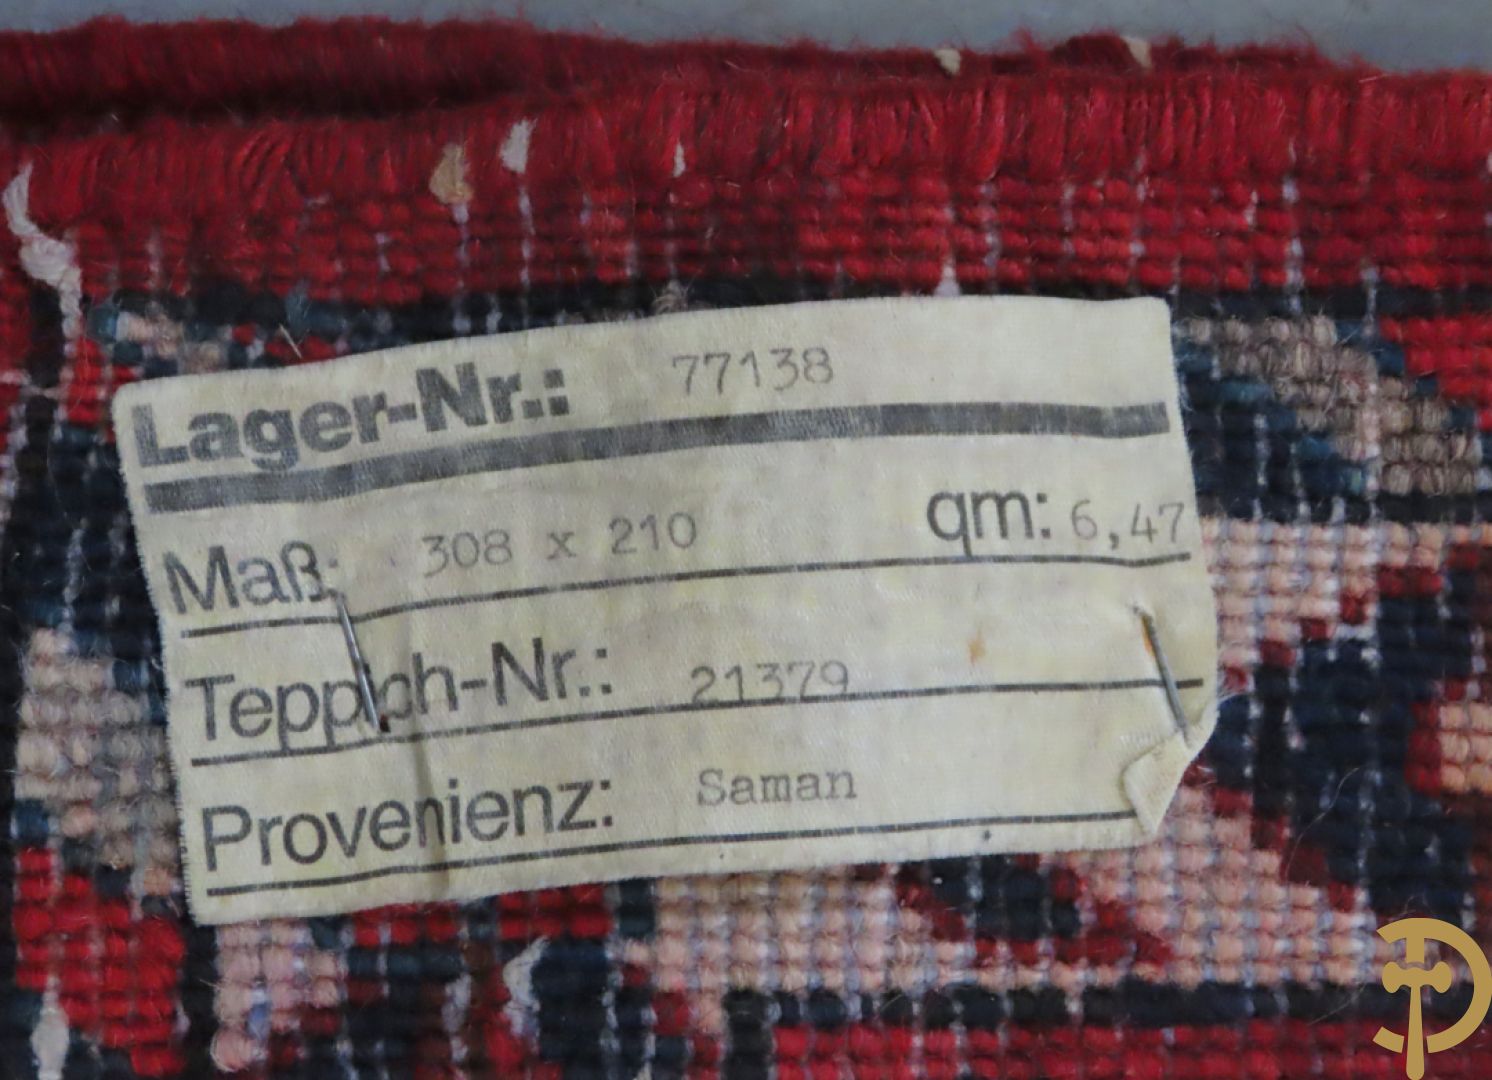 Lager-Nr.: 77138
Maß: 308 x 210 qm: 6,47
Teppich-Nr.: 21379
Provenienz: Saman